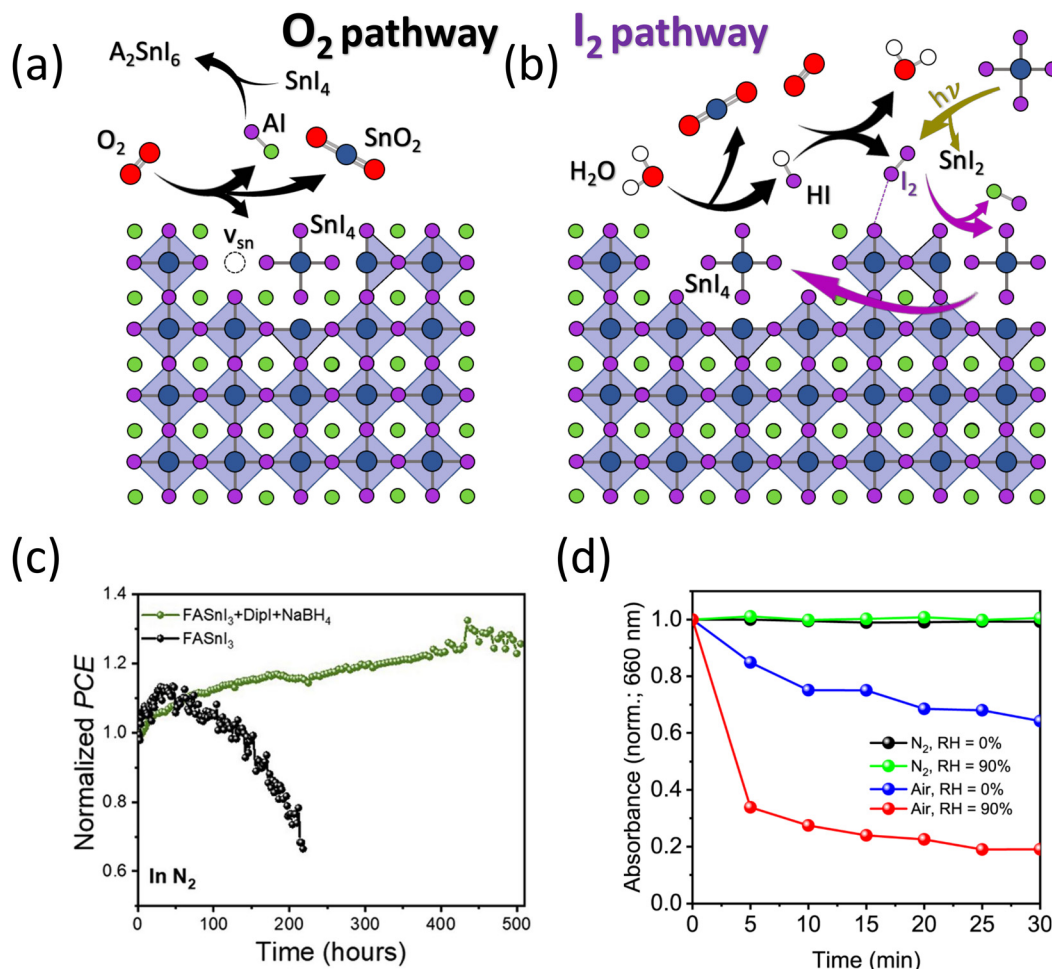 O₂ pathway
I₂ pathway
(a)
A₂SnI₆
SnI₄
O₂
AI
SnO₂
v_sn
SnI₄
(b)
hν
SnI₂
H₂O
HI
I₂
SnI₄
(c)
Normalized PCE
1.4
1.2
1.0
0.8
0.6
FASnI₃+DipI+NaBH₄
FASnI₃
In N₂
0 100 200 300 400 500
Time (hours)
(d)
Absorbance (norm.; 660 nm)
1.0
0.8
0.6
0.4
0.2
0.0
N₂, RH = 0%
N₂, RH = 90%
Air, RH = 0%
Air, RH = 90%
0 5 10 15 20 25 30
Time (min)